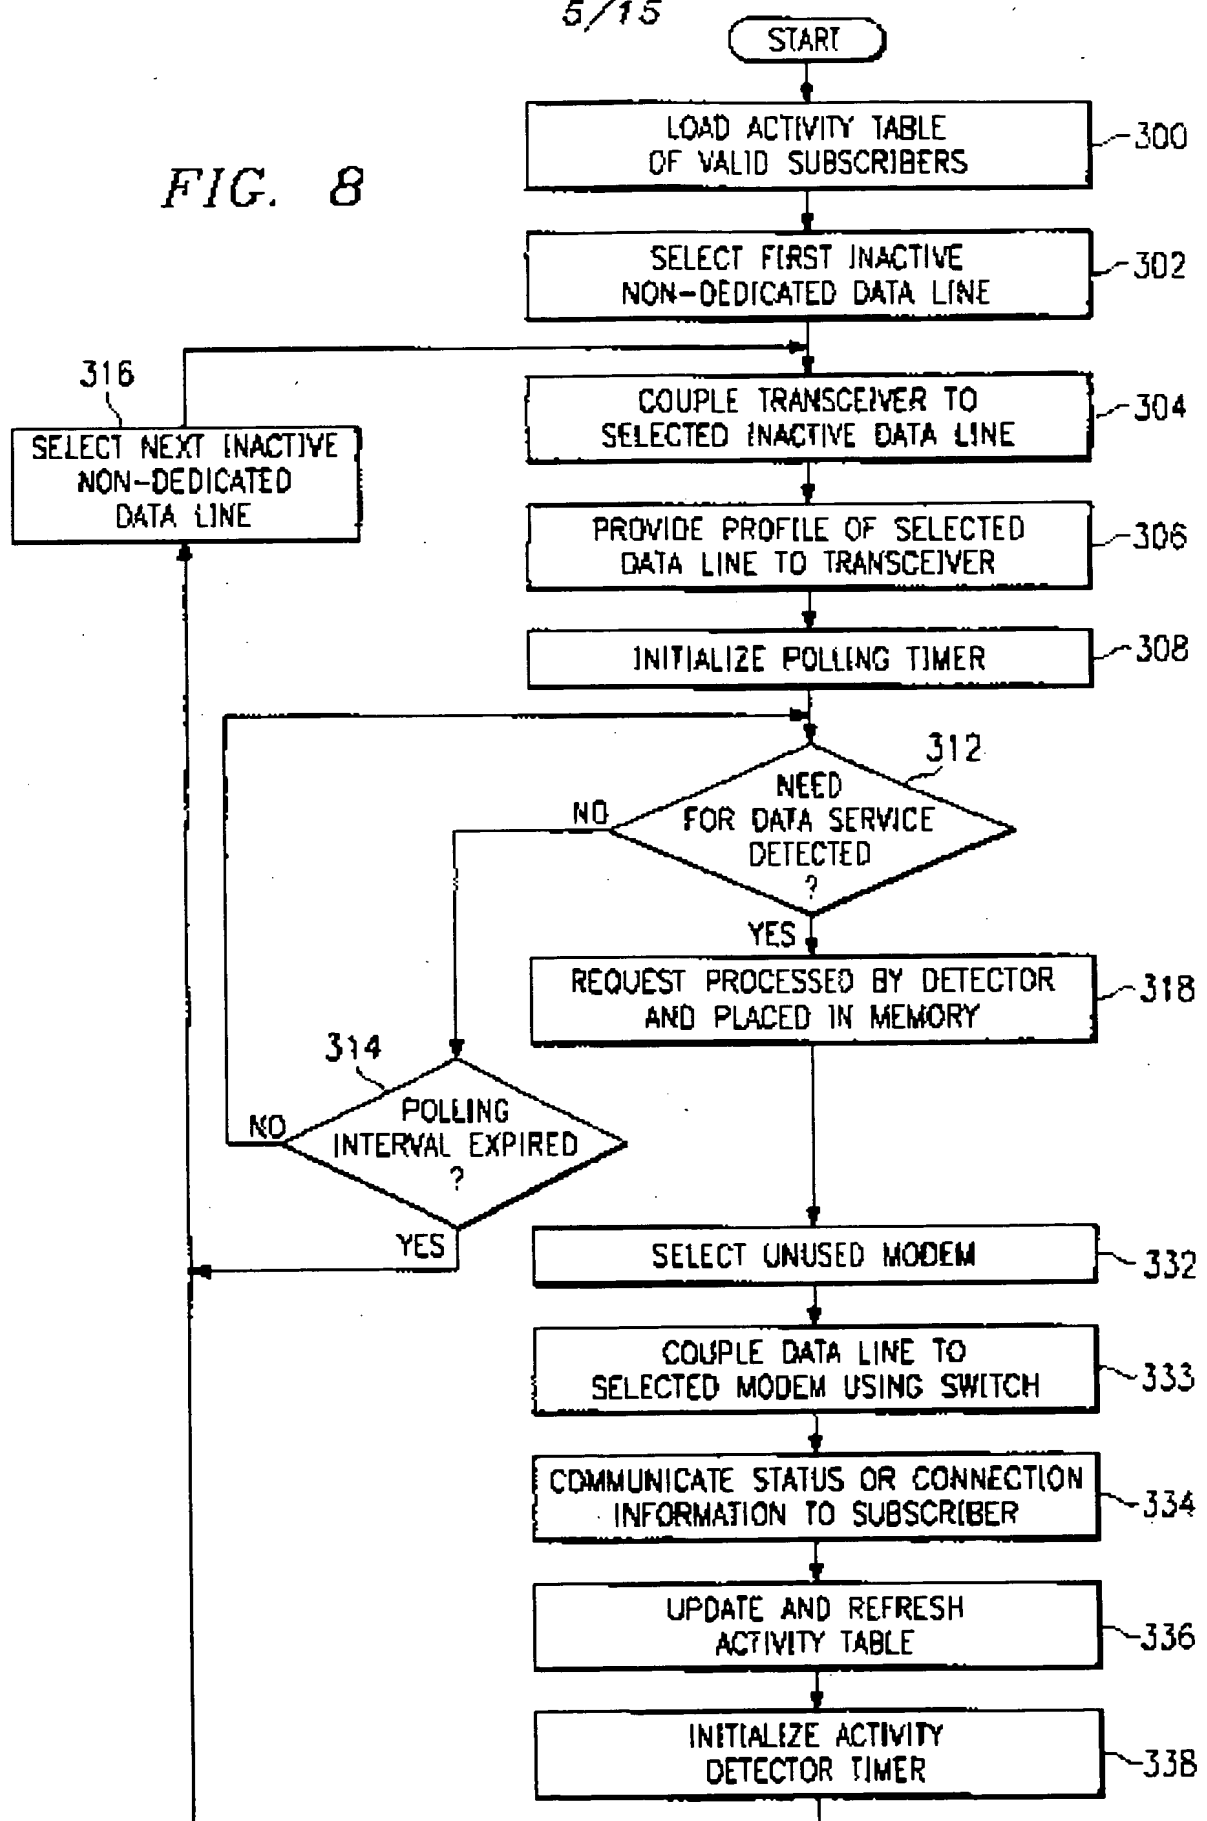 5/15
START
LOAD ACTIVITY TABLE
OF VALID SUBSCRIBERS
300
FIG. 8
SELECT FIRST INACTIVE
NON-DEDICATED DATA LINE
302
316
SELECT NEXT INACTIVE
NON-DEDICATED
DATA LINE
COUPLE TRANSCEIVER TO
SELECTED INACTIVE DATA LINE
304
PROVIDE PROFILE OF SELECTED
DATA LINE TO TRANSCEIVER
306
INITIALIZE POLLING TIMER
308
312
NEED
FOR DATA SERVICE
DETECTED
?
NO
YES
REQUEST PROCESSED BY DETECTOR
AND PLACED IN MEMORY
318
314
POLLING
INTERVAL EXPIRED
?
NO
YES
SELECT UNUSED MODEM
332
COUPLE DATA LINE TO
SELECTED MODEM USING SWITCH
333
COMMUNICATE STATUS OR CONNECTION
INFORMATION TO SUBSCRIBER
334
UPDATE AND REFRESH
ACTIVITY TABLE
336
INITIALIZE ACTIVITY
DETECTOR TIMER
338